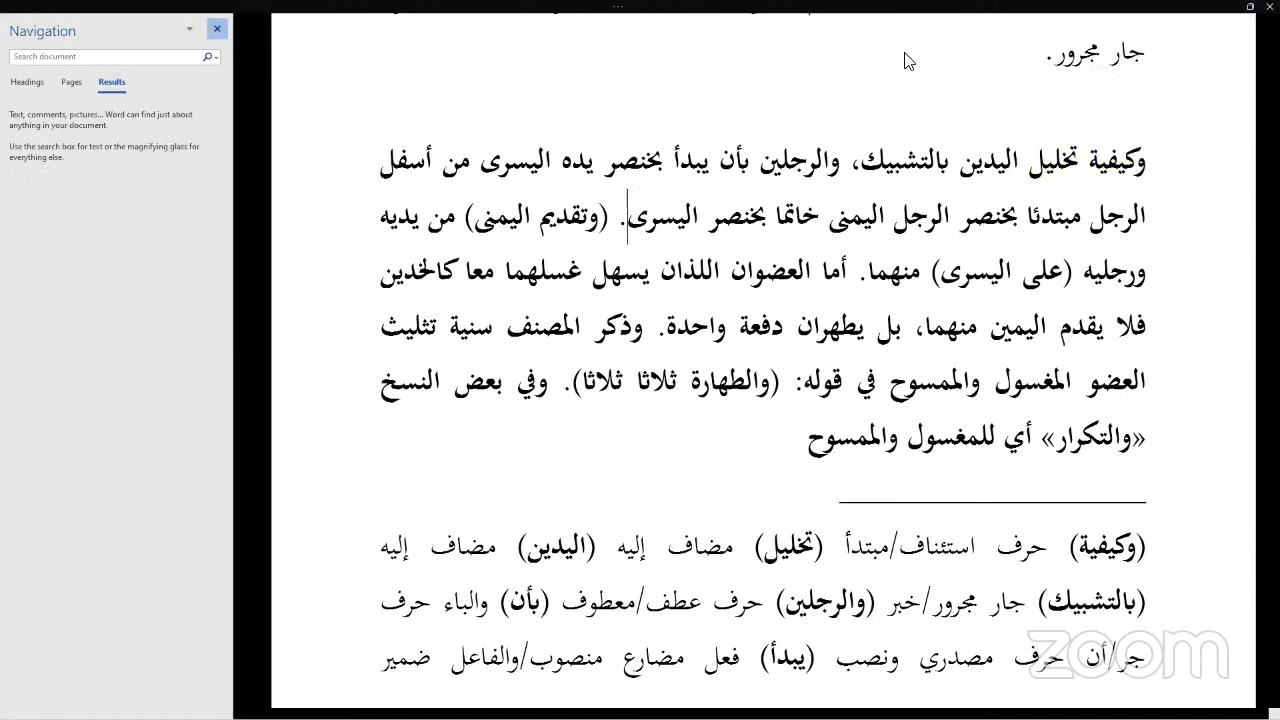 Navigation
Search document
Headings Pages Results
Text, comments, pictures... Word can find just about
anything in your document.
Use the search box for text or the magnifying glass for
everything else.
جار مجرور.
وكيفية تخليل اليدين بالتشبيك، والرجلين بأن يبدأ بخنصر يده اليسرى من أسفل
الرجل مبتدئا بخنصر الرجل اليمنى خاتما بخنصر اليسرى. (وتقديم اليمنى) من يديه
ورجليه (على اليسرى) منهما. أما العضوان اللذان يسهل غسلهما معا كالخدين
فلا يقدم اليمين منهما، بل يطهران دفعة واحدة. وذكر المصنف سنية تثليث
العضو المغسول والممسوح في قوله: (والطهارة ثلاثا ثلاثا). وفي بعض النسخ
«والتكرار» أي للمغسول والممسوح
(وكيفية) حرف استئناف/مبتدأ (تخليل) مضاف إليه (اليدين) مضاف إليه
(بالتشبيك) جار مجرور/خبر (والرجلين) حرف عطف/معطوف (بأن) والباء حرف
جر/أن حرف مصدري ونصب (يبدأ) فعل مضارع منصوب/والفاعل ضمير
zoom